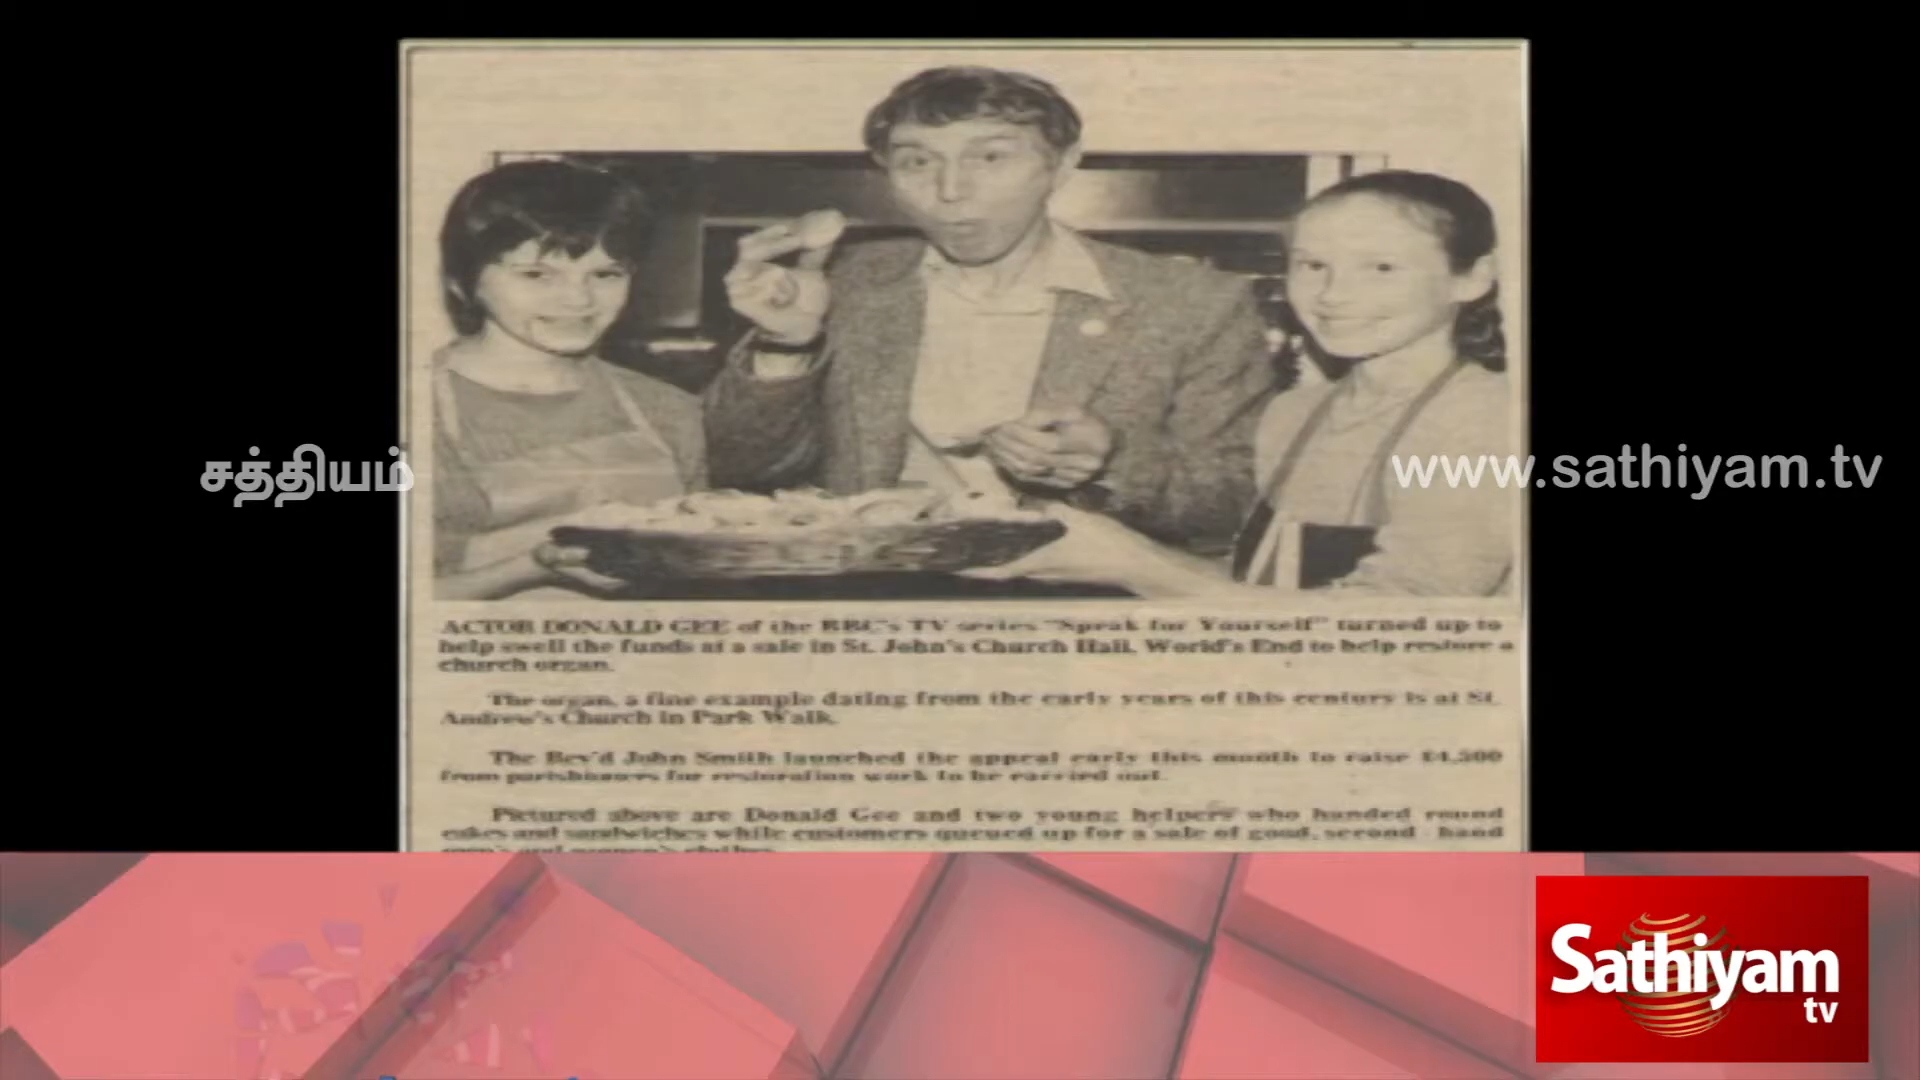 சத்தியம்
www.sathiyam.tv
ACTOR DONALD GEE of the BBC's TV series "Speak for Yourself" turned up to
help swell the funds at a sale in St. John's Church Hall, World's End to help restore a
church organ.
The organ, a fine example dating from the early years of this century is at St.
Andrew's Church in Park Walk.
The Rev'd John Smith launched the appeal early this month to raise £4,500
from parishioners for restoration work to be carried out.
Pictured above are Donald Gee and two young helpers who handed round
cakes and sandwiches while customers queued up for a sale of good, second - hand
men's and women's clothes.
Sathiyam
tv